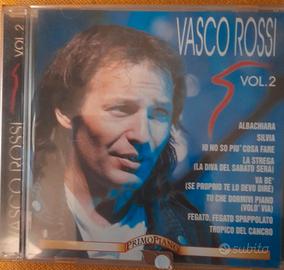 VASCO ROSSI VOL. 2
VASCO ROSSI
VOL. 2
ALBACHIARA
SILVIA
IO NO SO PIU' COSA FARE
LA STREGA
(LA DIVA DEL SABATO SERA)
VA BE'
(SE PROPRIO TE LO DEVO DIRE)
TU CHE DORMIVI PIANO
(VOLO' VIA)
FEGATO, FEGATO SPAPPOLATO
TROPICO DEL CANCRO
PRIMO PIANO
subito